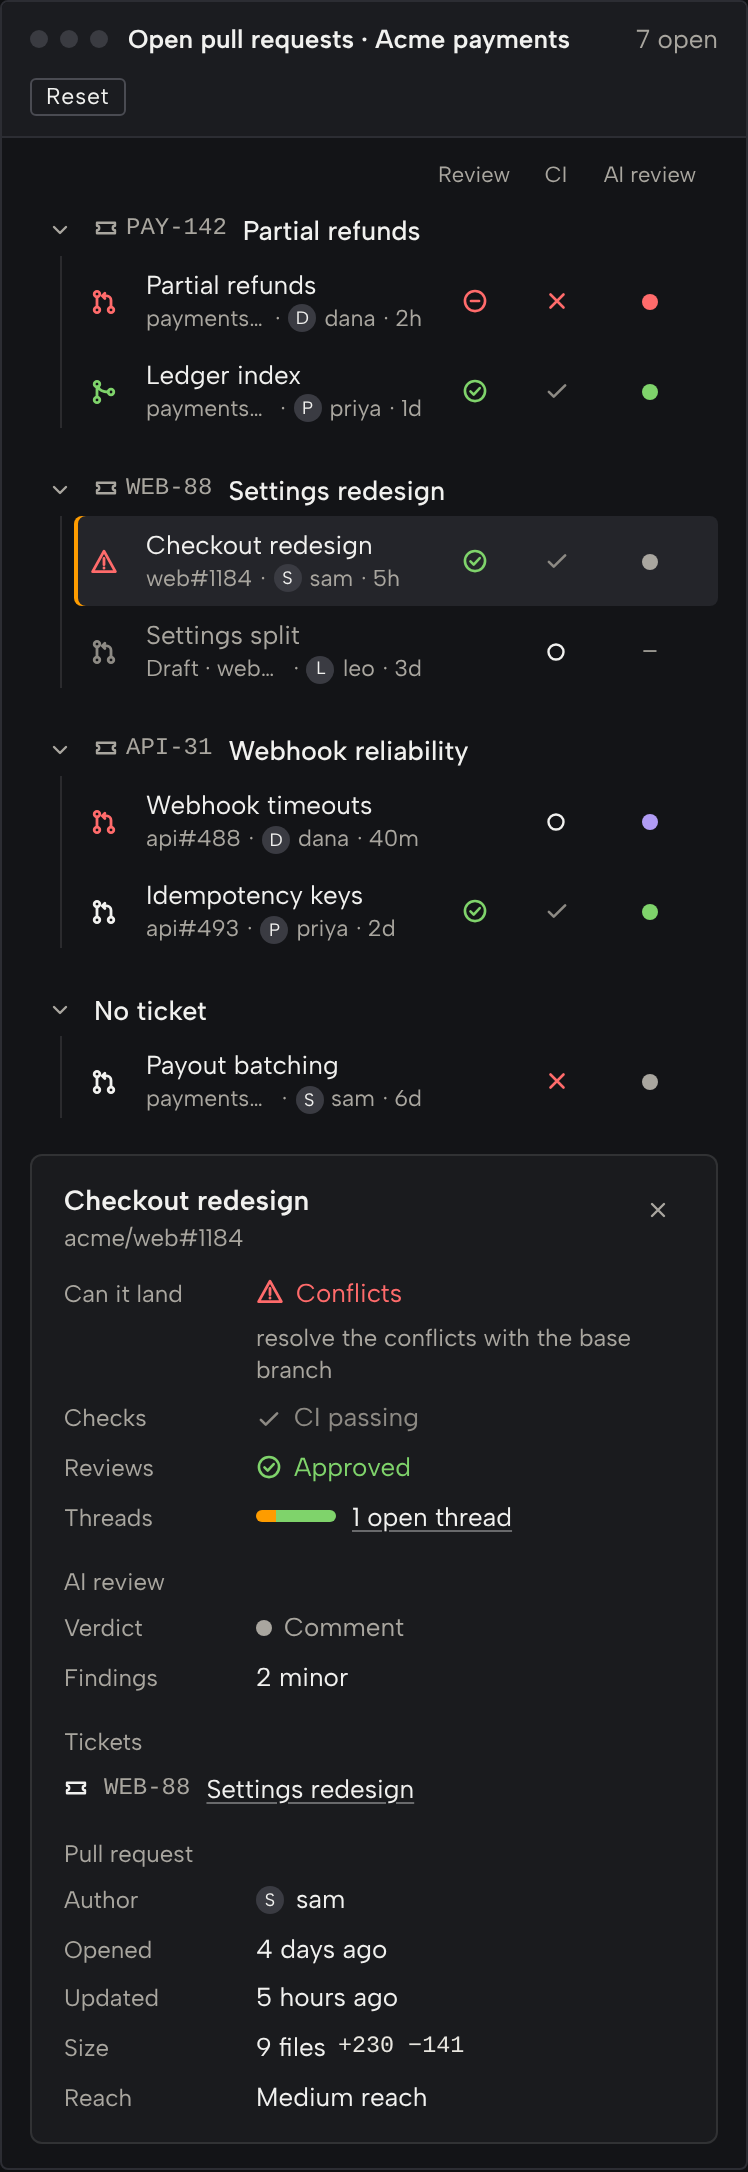 Open pull requests · Acme payments 7 open
Reset
Review CI AI review
PAY-142 Partial refunds
Partial refunds
payments… · D dana · 2h
Ledger index
payments… · P priya · 1d
WEB-88 Settings redesign
Checkout redesign
web#1184 · S sam · 5h
Settings split
Draft · web… · L leo · 3d
API-31 Webhook reliability
Webhook timeouts
api#488 · D dana · 40m
Idempotency keys
api#493 · P priya · 2d
No ticket
Payout batching
payments… · S sam · 6d
Checkout redesign
acme/web#1184
Can it land Conflicts
resolve the conflicts with the base
branch
Checks CI passing
Reviews Approved
Threads 1 open thread
AI review
Verdict Comment
Findings 2 minor
Tickets
WEB-88 Settings redesign
Pull request
Author S sam
Opened 4 days ago
Updated 5 hours ago
Size 9 files +230 −141
Reach Medium reach